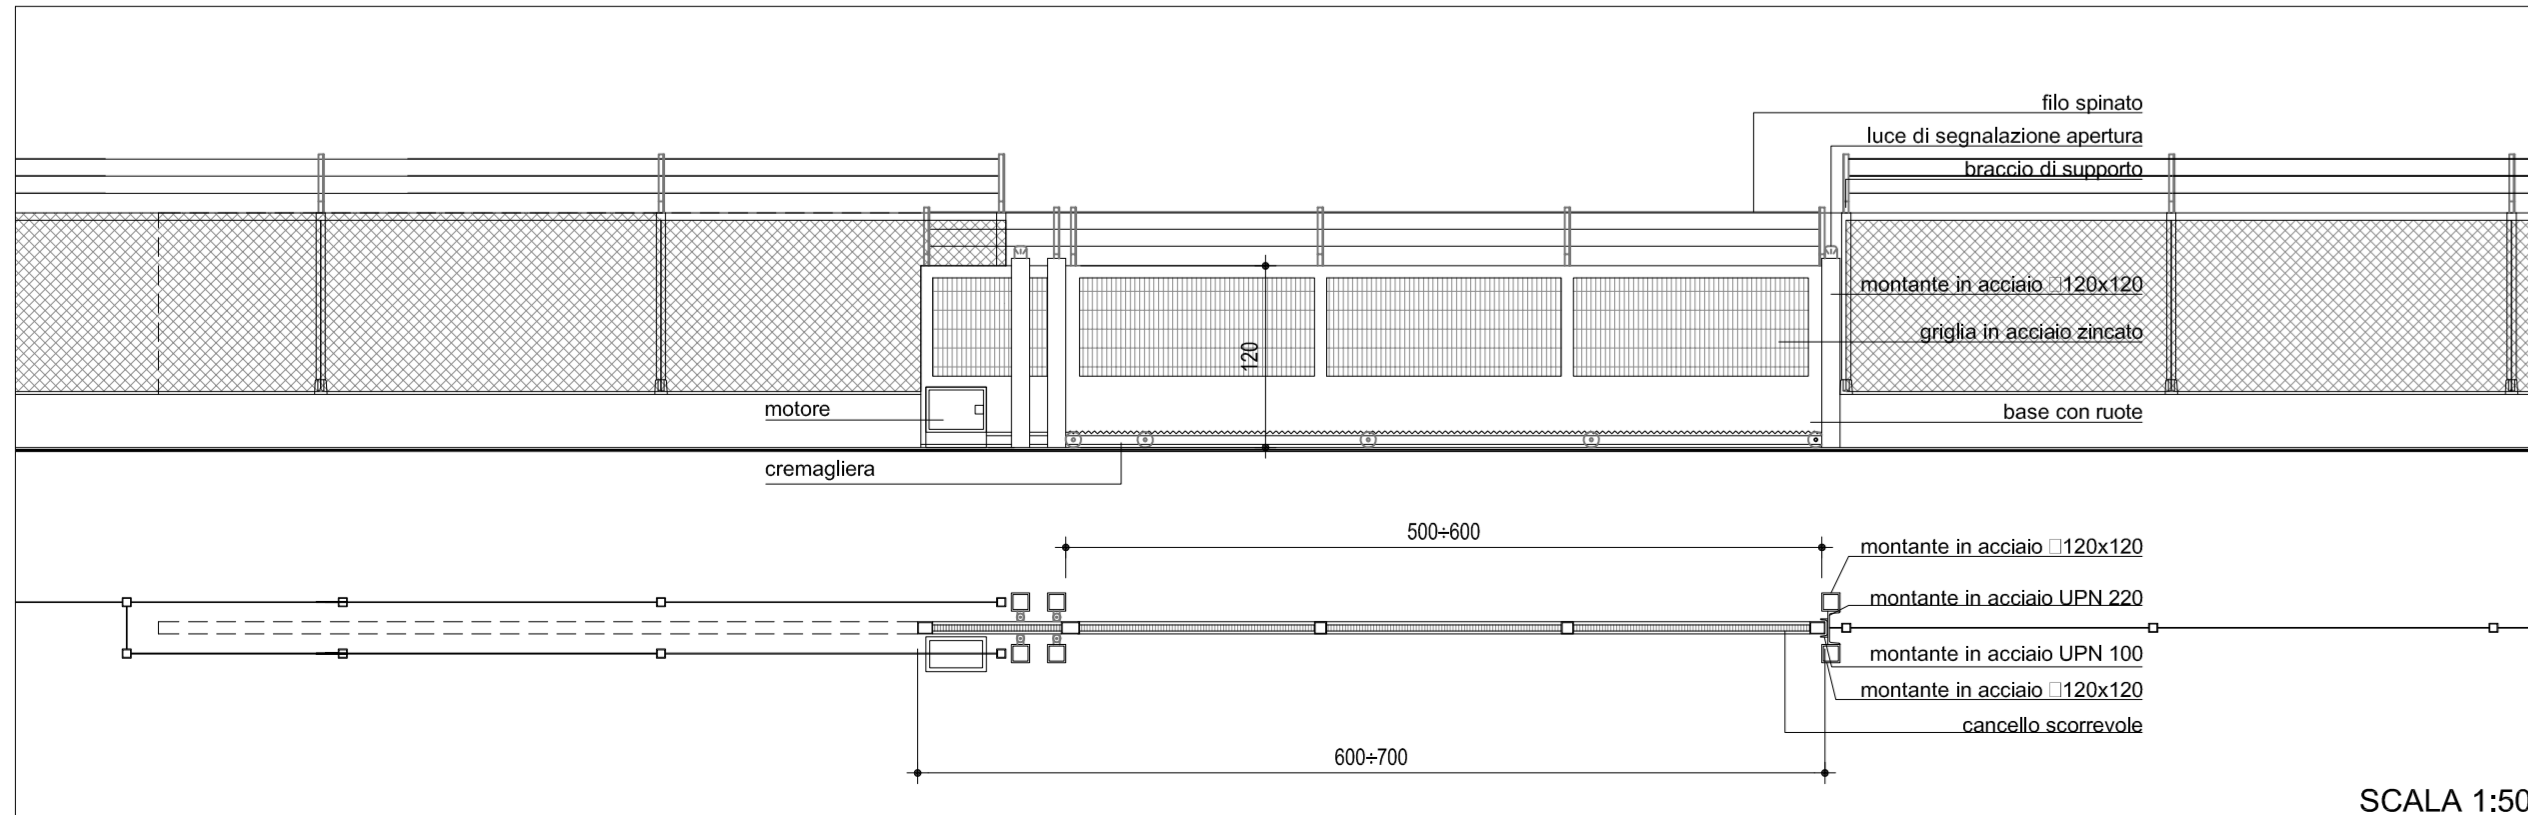 filo spinato
luce di segnalazione apertura
braccio di supporto
montante in acciaio □120x120
griglia in acciaio zincato
120
motore
base con ruote
cremagliera
500÷600
montante in acciaio □120x120
montante in acciaio UPN 220
montante in acciaio UPN 100
montante in acciaio □120x120
cancello scorrevole
600÷700
SCALA 1:50